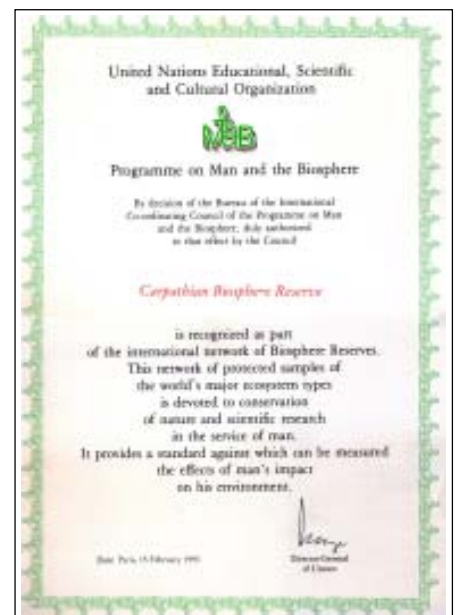 United Nations Educational, Scientific
and Cultural Organization
MAB
Programme on Man and the Biosphere
By decision of the Bureau of the International
Co-ordinating Council of the Programme on Man
and the Biosphere, duly authorized
to that effect by the Council
Carpathian Biosphere Reserve
is recognized as part
of the international network of Biosphere Reserves.
This network of protected samples of
the world's major ecosystem types
is devoted to conservation
of nature and scientific research
in the service of man.
It provides a standard against which can be measured
the effects of man's impact
on his environment.
Date Paris, 15 February
Director-General
of Unesco